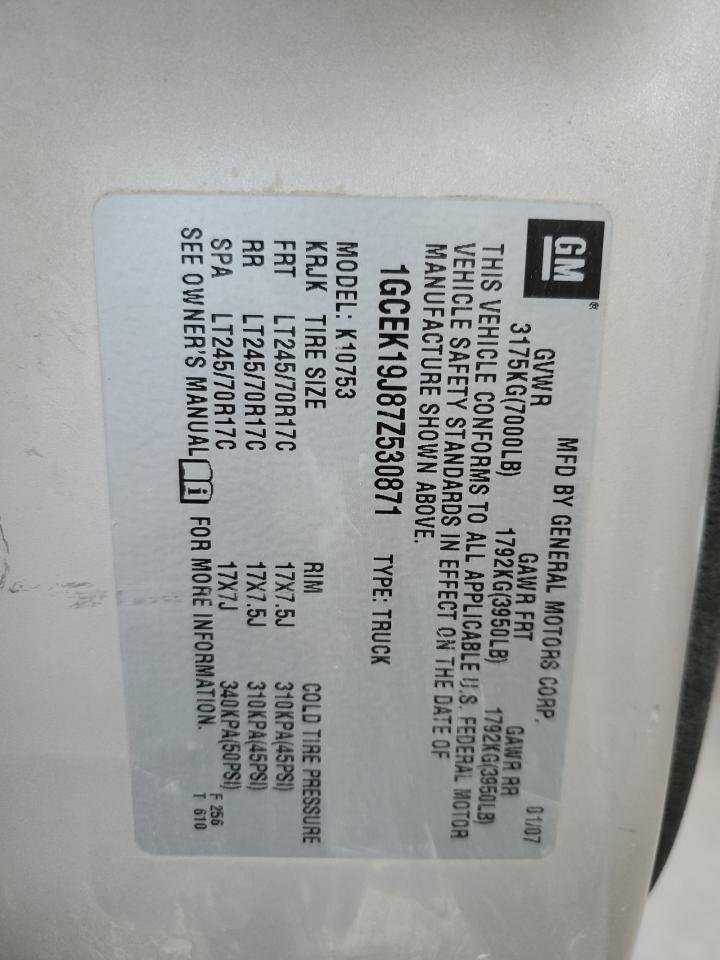 GM®
MFD BY GENERAL MOTORS CORP. 01/07
GVWR GAWR FRT GAWR RR
3175KG(7000LB) 1792KG(3950LB) 1792KG(3950LB)
THIS VEHICLE CONFORMS TO ALL APPLICABLE U.S. FEDERAL MOTOR
VEHICLE SAFETY STANDARDS IN EFFECT ON THE DATE OF
MANUFACTURE SHOWN ABOVE.
1GCEK19J87Z530871 TYPE: TRUCK
MODEL: K10753
KRJK TIRE SIZE RIM COLD TIRE PRESSURE
FRT LT245/70R17C 17X7.5J 310KPA(45PSI)
RR LT245/70R17C 17X7.5J 310KPA(45PSI)
SPA LT245/70R17C 17X7J 340KPA(50PSI) F 256
SEE OWNER'S MANUAL i FOR MORE INFORMATION. T 610